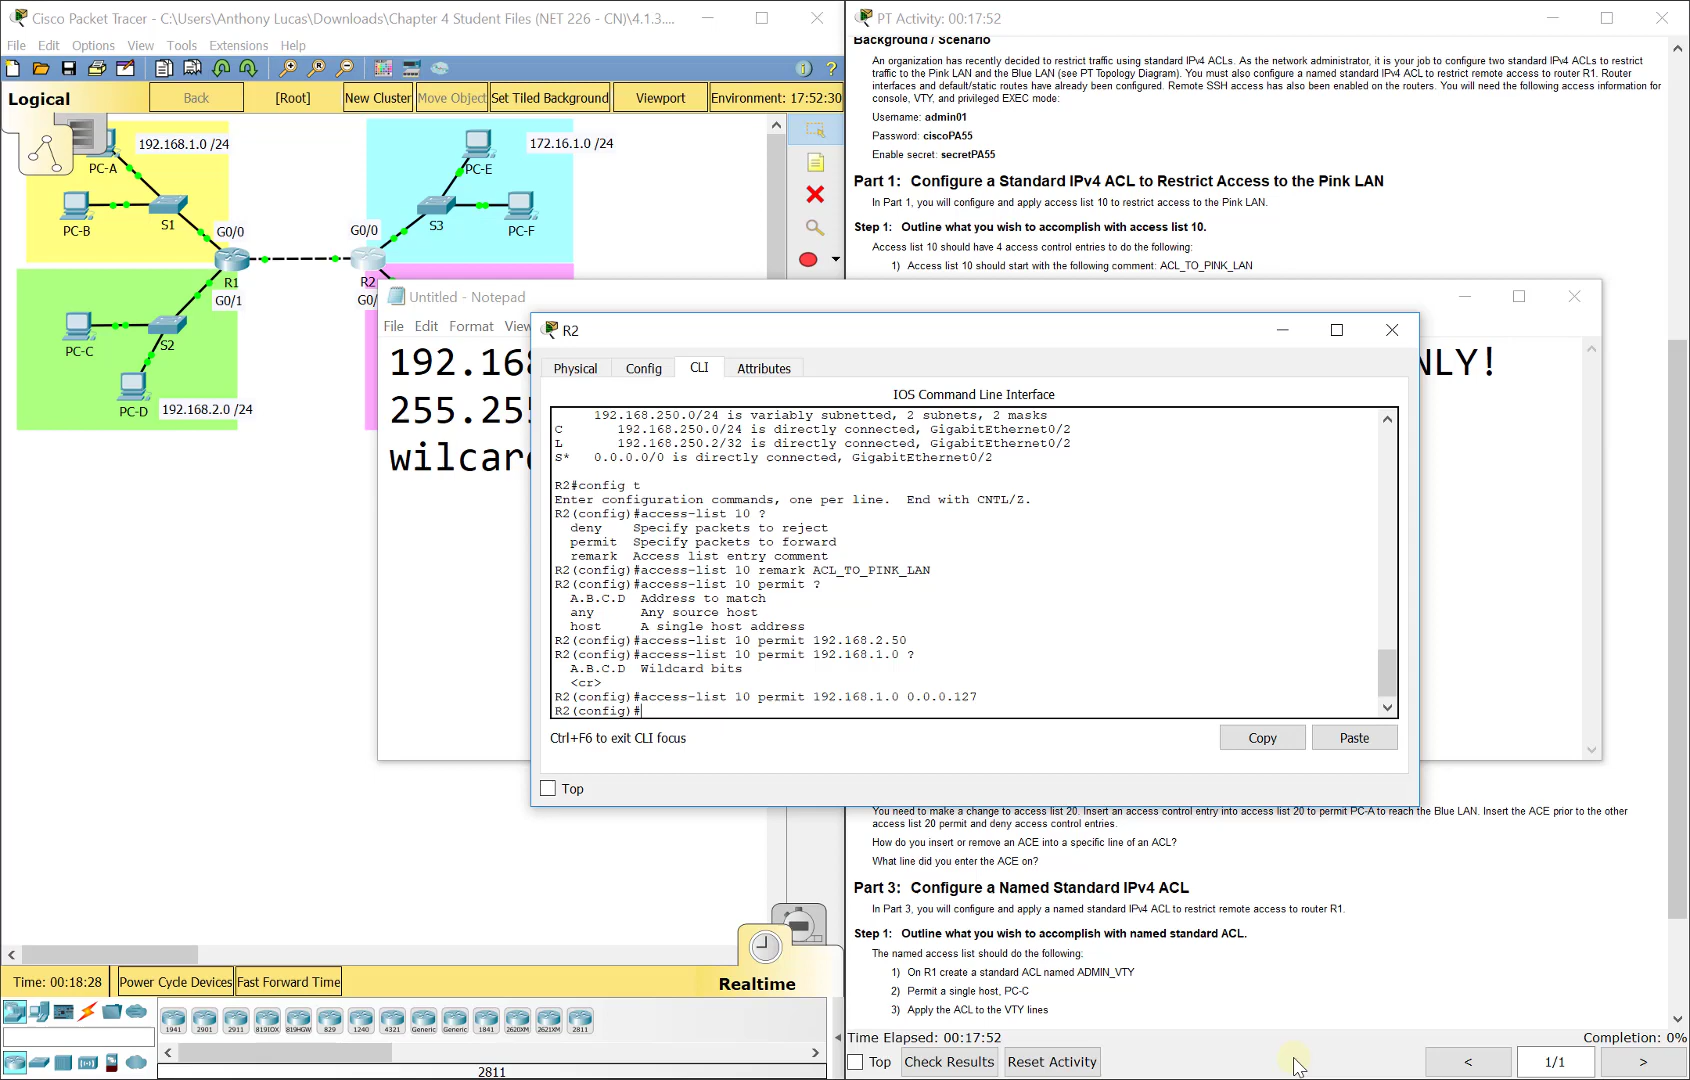 Cisco Packet Tracer - C:\Users\Anthony Lucas\Downloads\Chapter 4 Student Files (NET 226 - CN)\4.1.3....
File Edit Options View Tools Extensions Help
Logical
Back
[Root]
New Cluster
Move Object
Set Tiled Background
Viewport
Environment: 17:52:30
192.168.1.0 /24
PC-A
PC-B
S1
G0/0
R1
G0/1
PC-C
S2
PC-D
192.168.2.0 /24
172.16.1.0 /24
PC-E
S3
PC-F
G0/0
R2
G0/
PT Activity: 00:17:52
Background / Scenario
An organization has recently decided to restrict traffic using standard IPv4 ACLs. As the network administrator, it is your job to configure two standard IPv4 ACLs to restrict
traffic to the Pink LAN and the Blue LAN (see PT Topology Diagram). You must also configure a named standard IPv4 ACL to restrict remote access to router R1. Router
interfaces and default/static routes have already been configured. Remote SSH access has also been enabled on the routers. You will need the following access information for
console, VTY, and privileged EXEC mode:
Username: admin01
Password: ciscoPA55
Enable secret: secretPA55
Part 1: Configure a Standard IPv4 ACL to Restrict Access to the Pink LAN
In Part 1, you will configure and apply access list 10 to restrict access to the Pink LAN.
Step 1: Outline what you wish to accomplish with access list 10.
Access list 10 should have 4 access control entries to do the following:
1) Access list 10 should start with the following comment: ACL_TO_PINK_LAN
Untitled - Notepad
File Edit Format View
192.168
NLY!
255.255
wilcard
R2
Physical Config CLI Attributes
IOS Command Line Interface
192.168.250.0/24 is variably subnetted, 2 subnets, 2 masks
C 192.168.250.0/24 is directly connected, GigabitEthernet0/2
L 192.168.250.2/32 is directly connected, GigabitEthernet0/2
S* 0.0.0.0/0 is directly connected, GigabitEthernet0/2
R2#config t
Enter configuration commands, one per line. End with CNTL/Z.
R2(config)#access-list 10 ?
deny Specify packets to reject
permit Specify packets to forward
remark Access list entry comment
R2(config)#access-list 10 remark ACL_TO_PINK_LAN
R2(config)#access-list 10 permit ?
A.B.C.D Address to match
any Any source host
host A single host address
R2(config)#access-list 10 permit 192.168.2.50
R2(config)#access-list 10 permit 192.168.1.0 ?
A.B.C.D Wildcard bits
<cr>
R2(config)#access-list 10 permit 192.168.1.0 0.0.0.127
R2(config)#
Ctrl+F6 to exit CLI focus
Copy
Paste
Top
You need to make a change to access list 20. Insert an access control entry into access list 20 to permit PC-A to reach the Blue LAN. Insert the ACE prior to the other
access list 20 permit and deny access control entries.
How do you insert or remove an ACE into a specific line of an ACL?
What line did you enter the ACE on?
Part 3: Configure a Named Standard IPv4 ACL
In Part 3, you will configure and apply a named standard IPv4 ACL to restrict remote access to router R1.
Step 1: Outline what you wish to accomplish with named standard ACL.
The named access list should do the following:
1) On R1 create a standard ACL named ADMIN_VTY
2) Permit a single host, PC-C
3) Apply the ACL to the VTY lines
Time Elapsed: 00:17:52
Completion: 0%
Top
Check Results
Reset Activity
<
1/1
>
Time: 00:18:28
Power Cycle Devices
Fast Forward Time
Realtime
1941 2901 2911 819IOX 819HGW 829 1240 4321 Generic Generic 1841 2620XM 2621XM 2811
2811